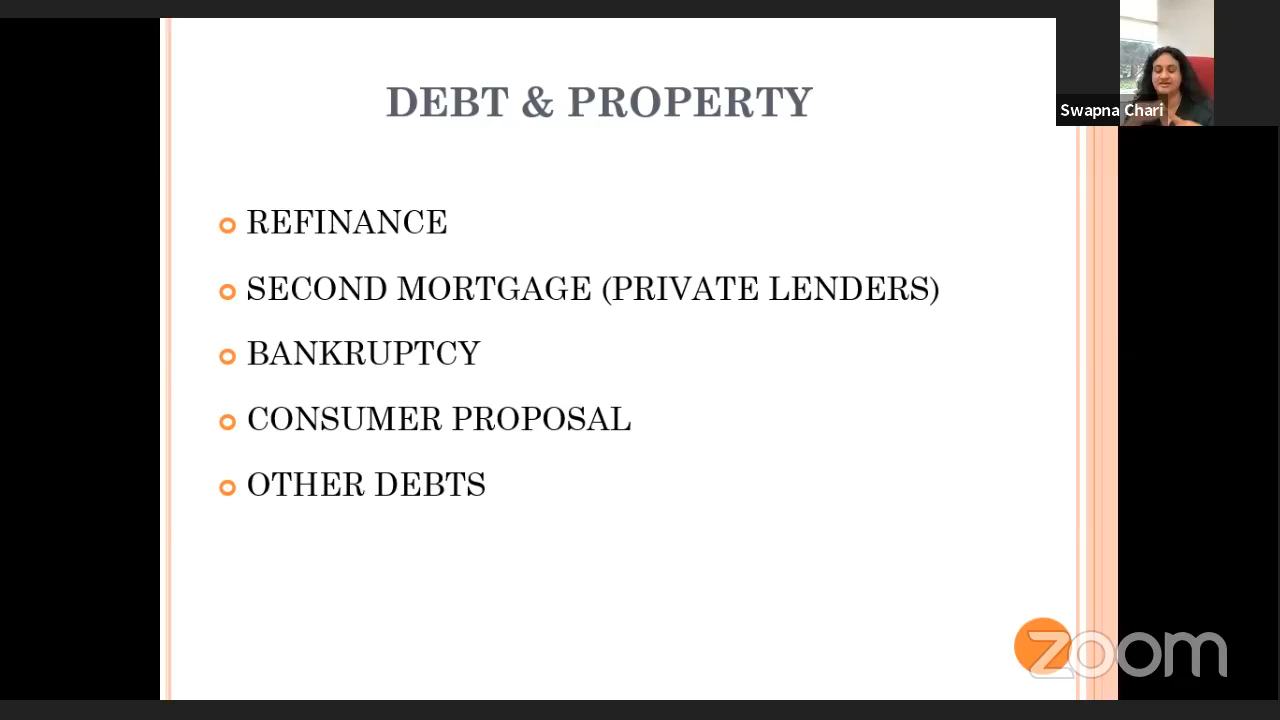 DEBT & PROPERTY
Swapna Chari
REFINANCE
SECOND MORTGAGE (PRIVATE LENDERS)
BANKRUPTCY
CONSUMER PROPOSAL
OTHER DEBTS
zoom